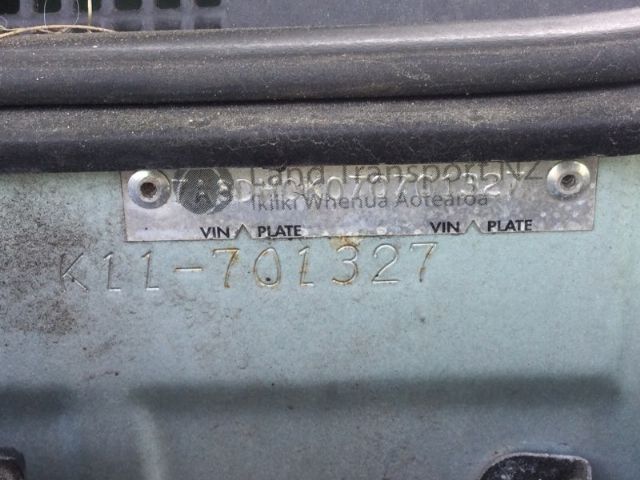 Land Transport NZ
Ikiiki Whenua Aotearoa
VIN PLATE VIN PLATE
K11-701327